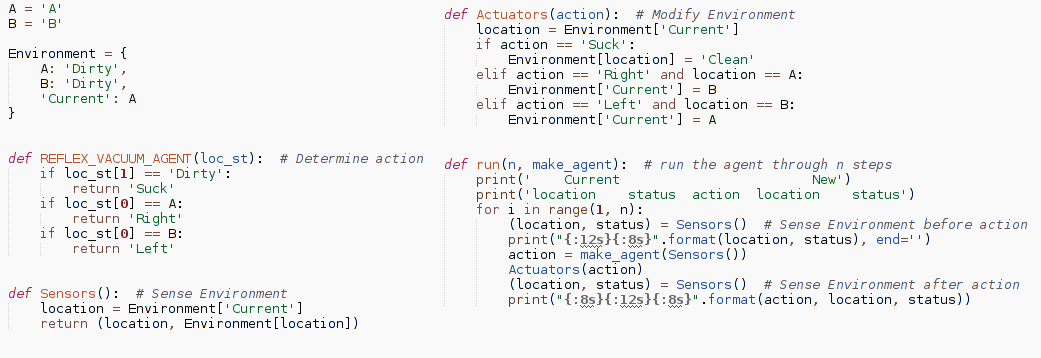 A = 'A'
B = 'B'

Environment = {
    A: 'Dirty',
    B: 'Dirty',
    'Current': A
}

def REFLEX_VACUUM_AGENT(loc_st):  # Determine action
    if loc_st[1] == 'Dirty':
        return 'Suck'
    if loc_st[0] == A:
        return 'Right'
    if loc_st[0] == B:
        return 'Left'

def Sensors():  # Sense Environment
    location = Environment['Current']
    return (location, Environment[location])

def Actuators(action):  # Modify Environment
    location = Environment['Current']
    if action == 'Suck':
        Environment[location] = 'Clean'
    elif action == 'Right' and location == A:
        Environment['Current'] = B
    elif action == 'Left' and location == B:
        Environment['Current'] = A

def run(n, make_agent):  # run the agent through n steps
    print('    Current                        New')
    print('location    status  action  location    status')
    for i in range(1, n):
        (location, status) = Sensors()  # Sense Environment before action
        print("{:12s}{:8s}".format(location, status), end='')
        action = make_agent(Sensors())
        Actuators(action)
        (location, status) = Sensors()  # Sense Environment after action
        print("{:8s}{:12s}{:8s}".format(action, location, status))